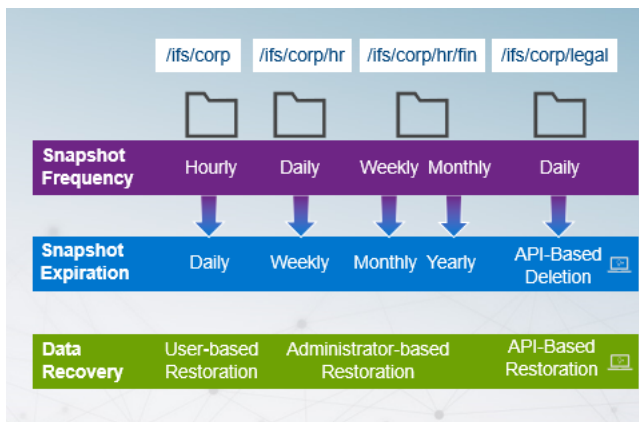 /ifs/corp /ifs/corp/hr /ifs/corp/hr/fin /ifs/corp/legal
Snapshot
Frequency
Hourly Daily Weekly Monthly Daily
Snapshot
Expiration
Daily Weekly Monthly Yearly
API-Based
Deletion
Data
Recovery
User-based
Restoration
Administrator-based
Restoration
API-Based
Restoration